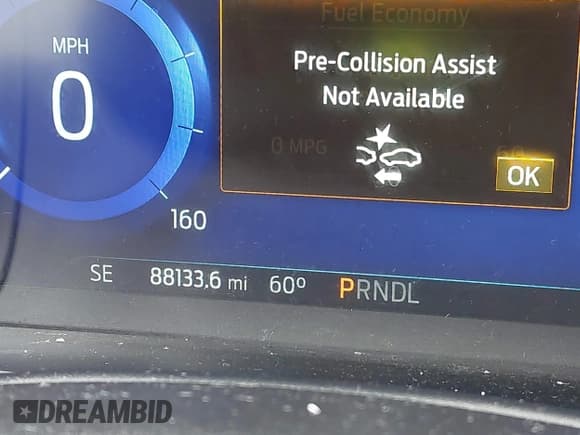 Fuel Economy
MPH
0
Pre-Collision Assist
Not Available
0 MPG
OK
160
SE 88133.6 mi 60° PRNDL
DREAMBID